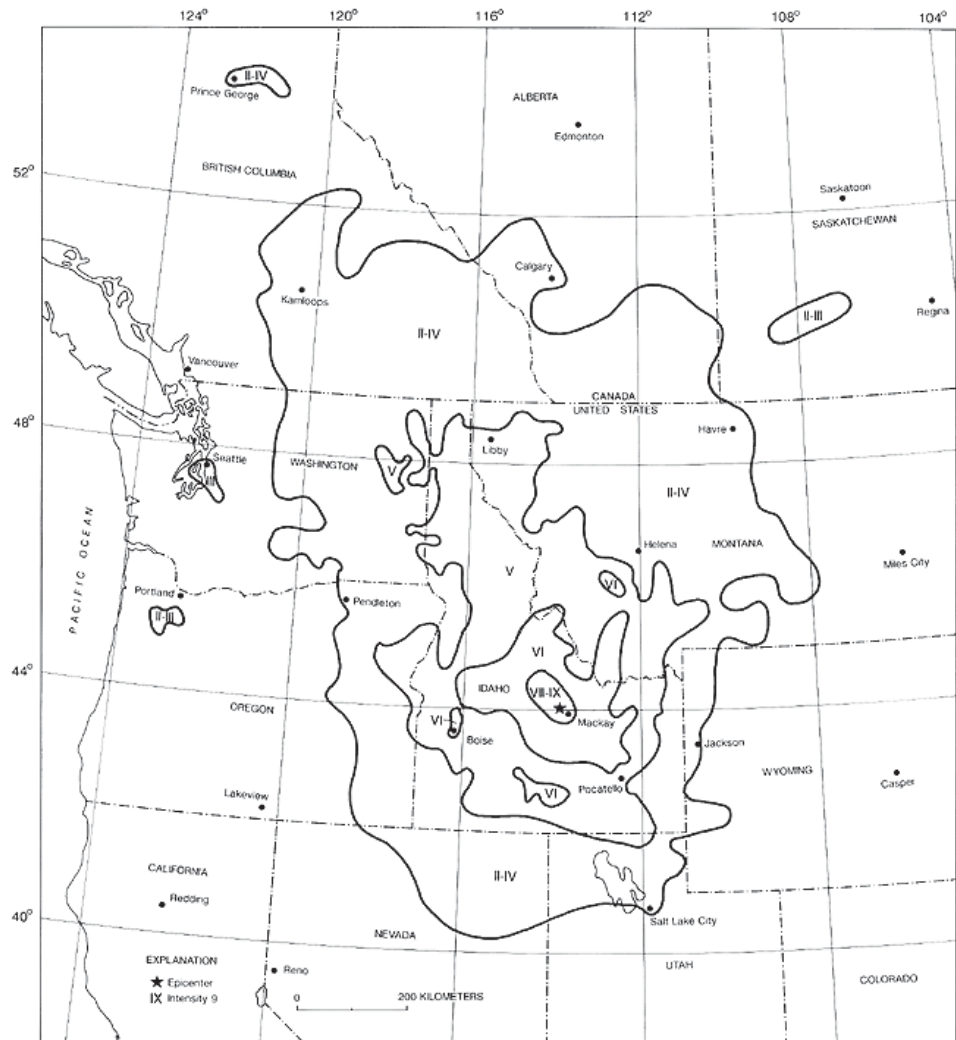 124° 120° 116° 112° 108° 104°
II-IV
Prince George
ALBERTA
Edmonton
BRITISH COLUMBIA
52°
Saskatoon
SASKATCHEWAN
Calgary
Kamloops
II-III
Regina
II-IV
Vancouver
CANADA
UNITED STATES
48°
Havre
Libby
Seattle
WASHINGTON
V
II-IV
PACIFIC OCEAN
Helena
MONTANA
Miles City
V
VI
Portland
Pendleton
II-III
VI
44°
IDAHO
VIII-IX
OREGON
VI
Mackay
Boise
Jackson
WYOMING
Casper
Lakeview
VI
Pocatello
CALIFORNIA
II-IV
Redding
40°
Salt Lake City
NEVADA
EXPLANATION
Reno
UTAH
COLORADO
★ Epicenter
IX Intensity 9
0 200 KILOMETERS